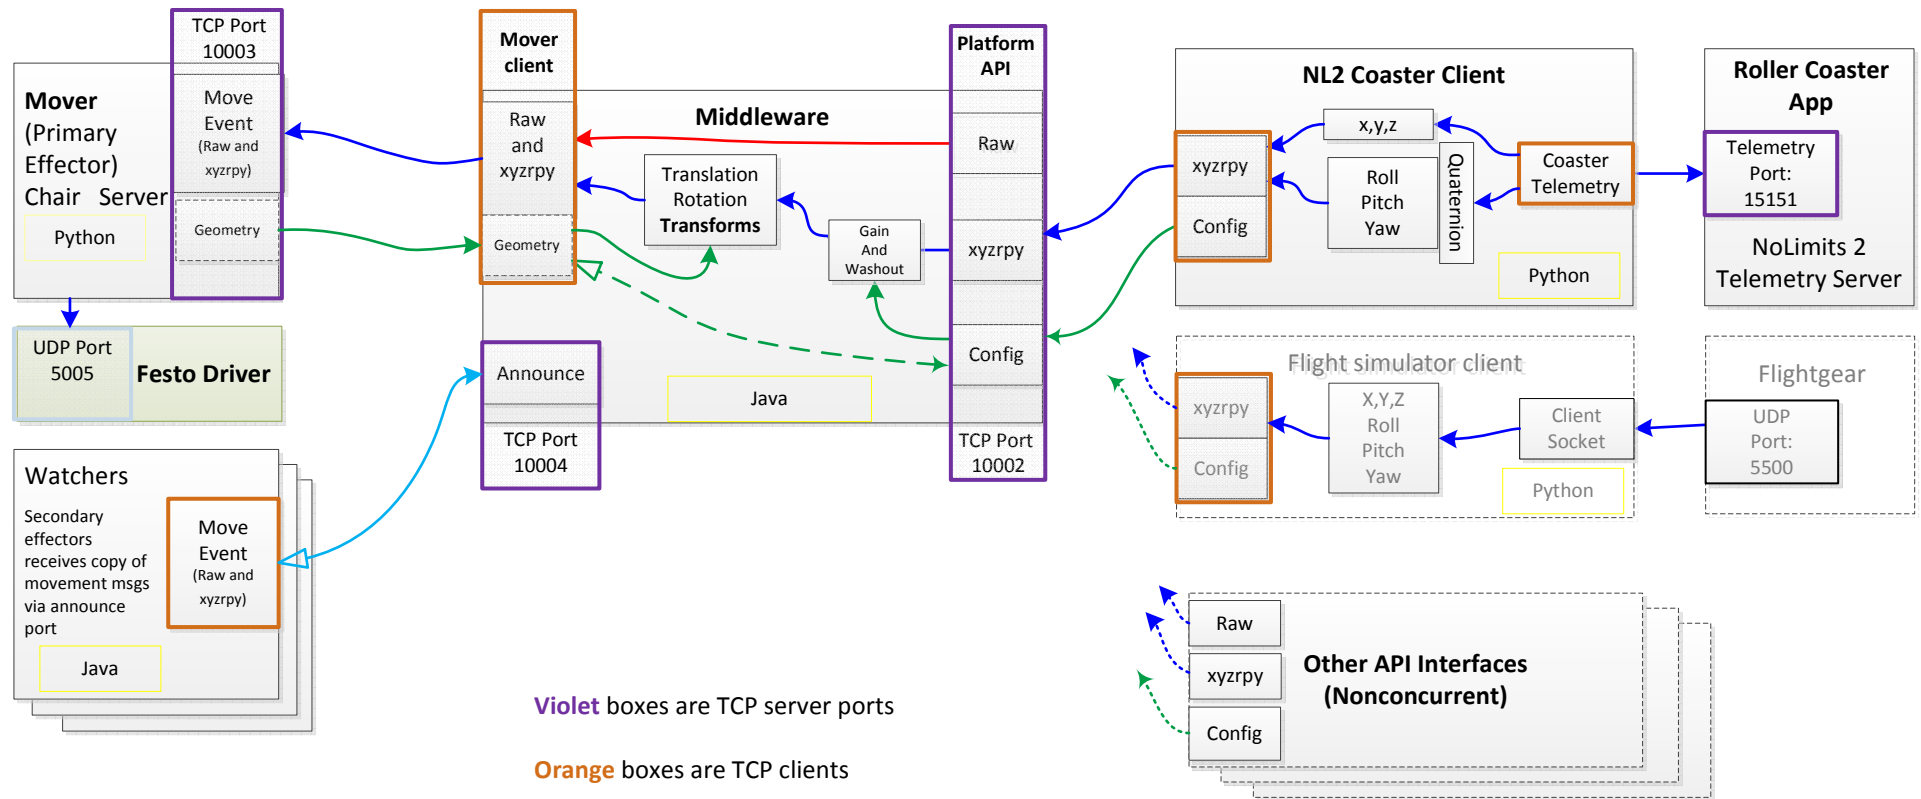 TCP Port
10003
Mover
(Primary
Effector)
Chair Server
Python
Move
Event
(Raw and
xyzrpy)
Geometry
UDP Port
5005
Festo Driver
Watchers
Secondary
effectors
receives copy of
movement msgs
via announce
port
Move
Event
(Raw and
xyzrpy)
Java
Mover
client
Raw
and
xyzrpy
Geometry
Announce
TCP Port
10004
Middleware
Translation
Rotation
Transforms
Gain
And
Washout
Java
Platform
API
Raw
xyzrpy
Config
TCP Port
10002
NL2 Coaster Client
xyzrpy
Config
x,y,z
Roll
Pitch
Yaw
Quaternion
Coaster
Telemetry
Python
Roller Coaster
App
Telemetry
Port:
15151
NoLimits 2
Telemetry Server
Flight simulator client
xyzrpy
Config
X,Y,Z
Roll
Pitch
Yaw
Client
Socket
Python
Flightgear
UDP
Port:
5500
Raw
xyzrpy
Config
Other API Interfaces
(Nonconcurrent)
Violet boxes are TCP server ports
Orange boxes are TCP clients